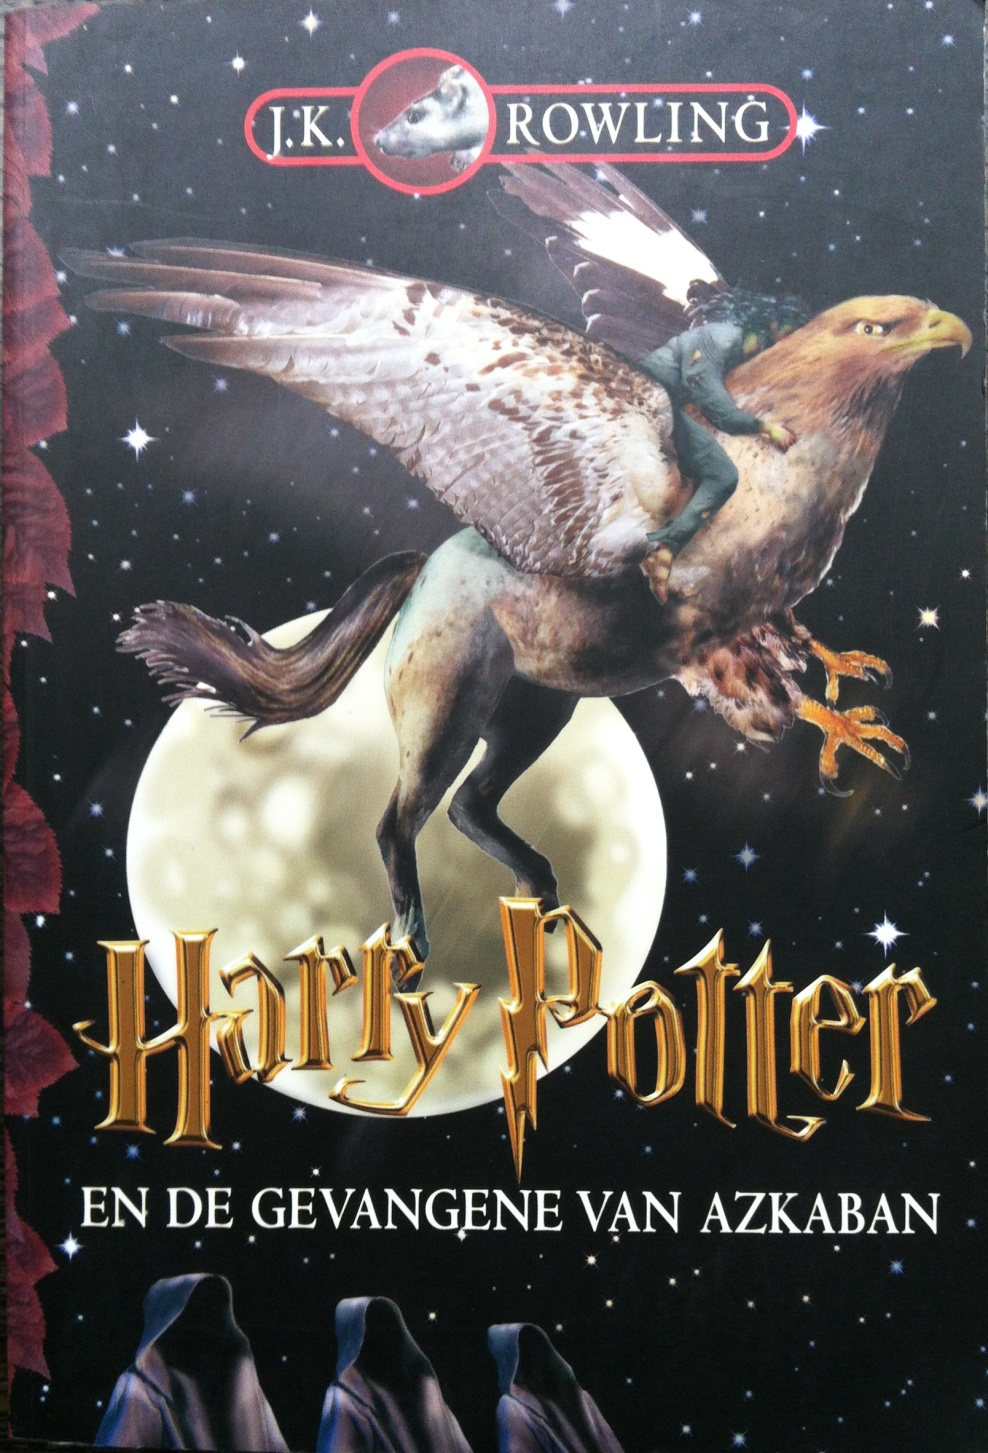 J.K. ROWLING
Harry Potter
EN DE GEVANGENE VAN AZKABAN